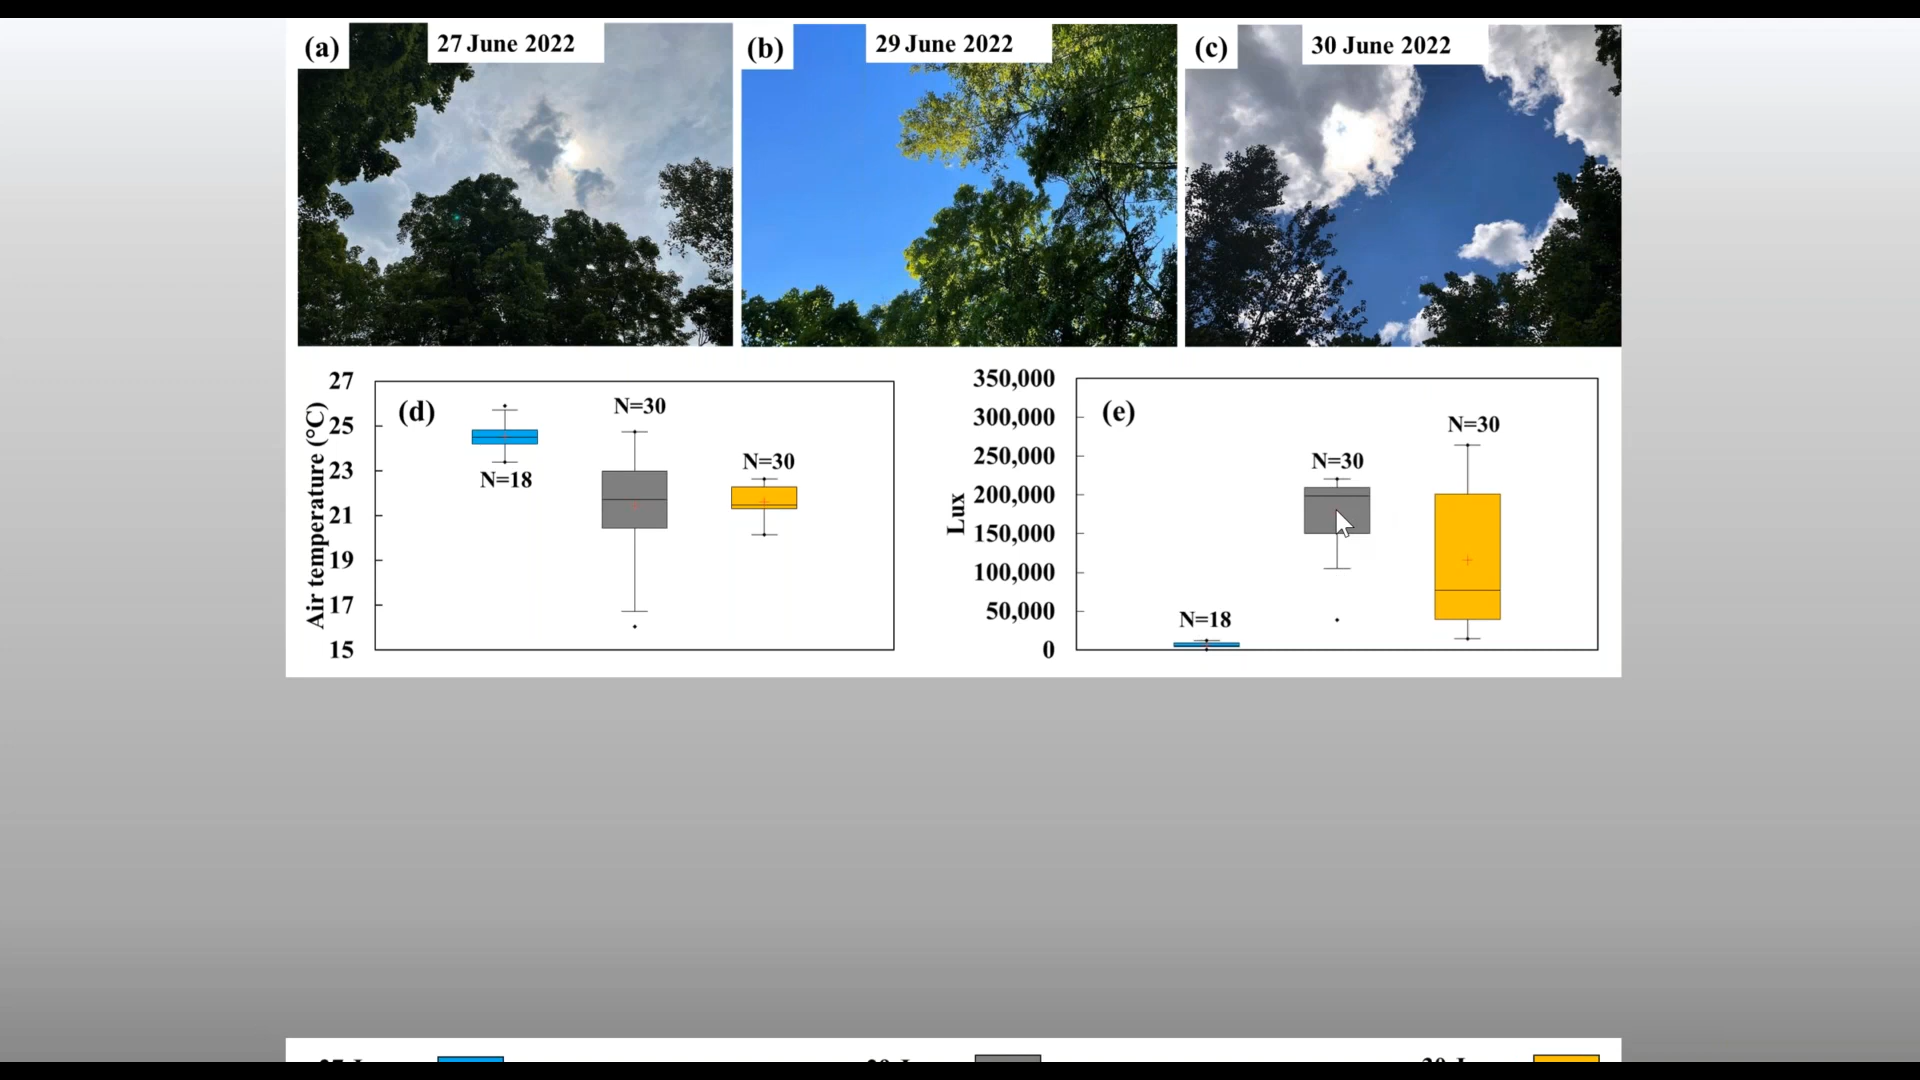 (a) 27 June 2022
(b) 29 June 2022
(c) 30 June 2022
(d)
Air temperature (°C)
27
25
23
21
19
17
15
N=18
N=30
N=30
(e)
Lux
350,000
300,000
250,000
200,000
150,000
100,000
50,000
0
N=18
N=30
N=30